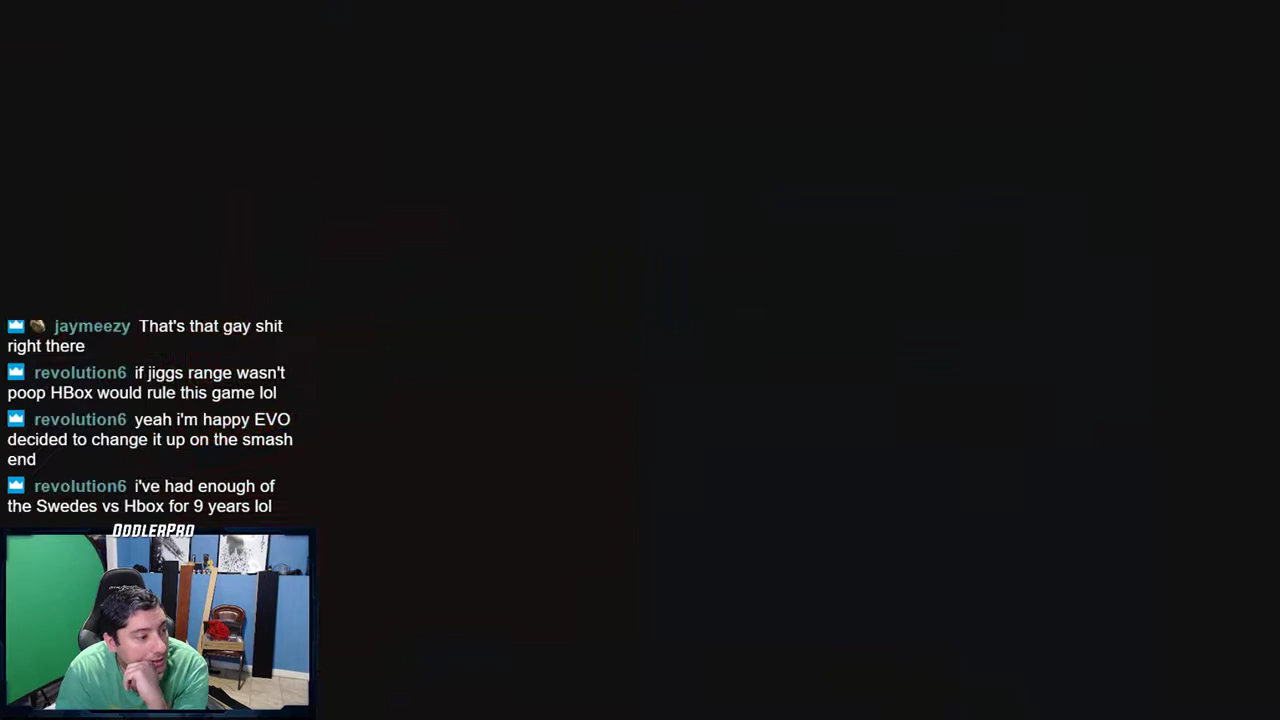 jaymeezy That's that gay shit
right there
revolution6 if jiggs range wasn't
poop HBox would rule this game lol
revolution6 yeah i'm happy EVO
decided to change it up on the smash
end
revolution6 i've had enough of
the Swedes vs Hbox for 9 years lol
OddlerPro